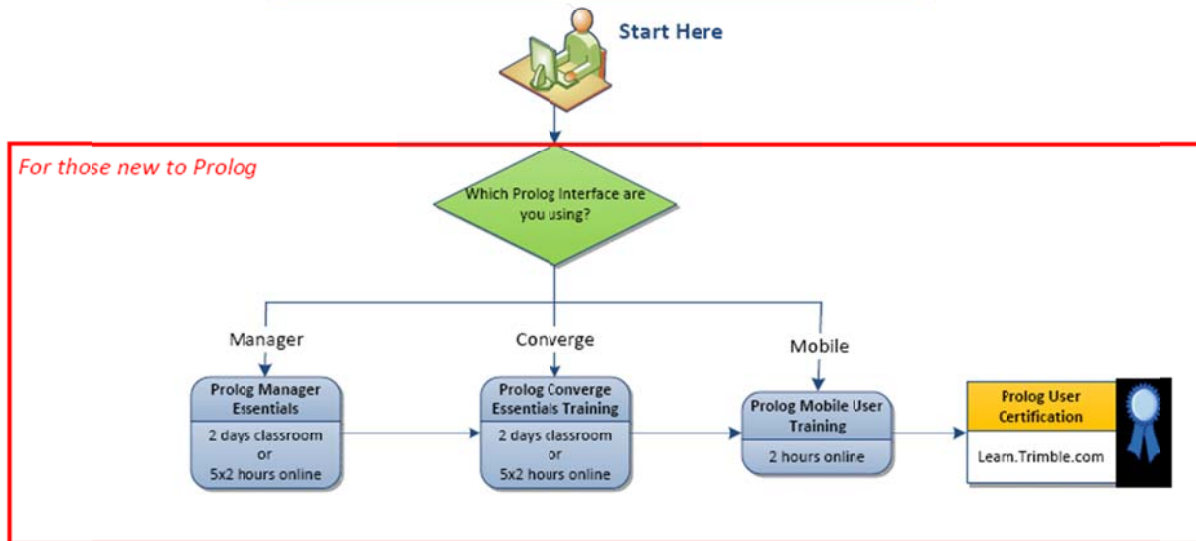 Start Here
For those new to Prolog
Which Prolog Interface are
you using?
Manager
Converge
Mobile
Prolog Manager
Essentials
2 days classroom
or
5x2 hours online
Prolog Converge
Essentials Training
2 days classroom
or
5x2 hours online
Prolog Mobile User
Training
2 hours online
Prolog User
Certification
Learn.Trimble.com